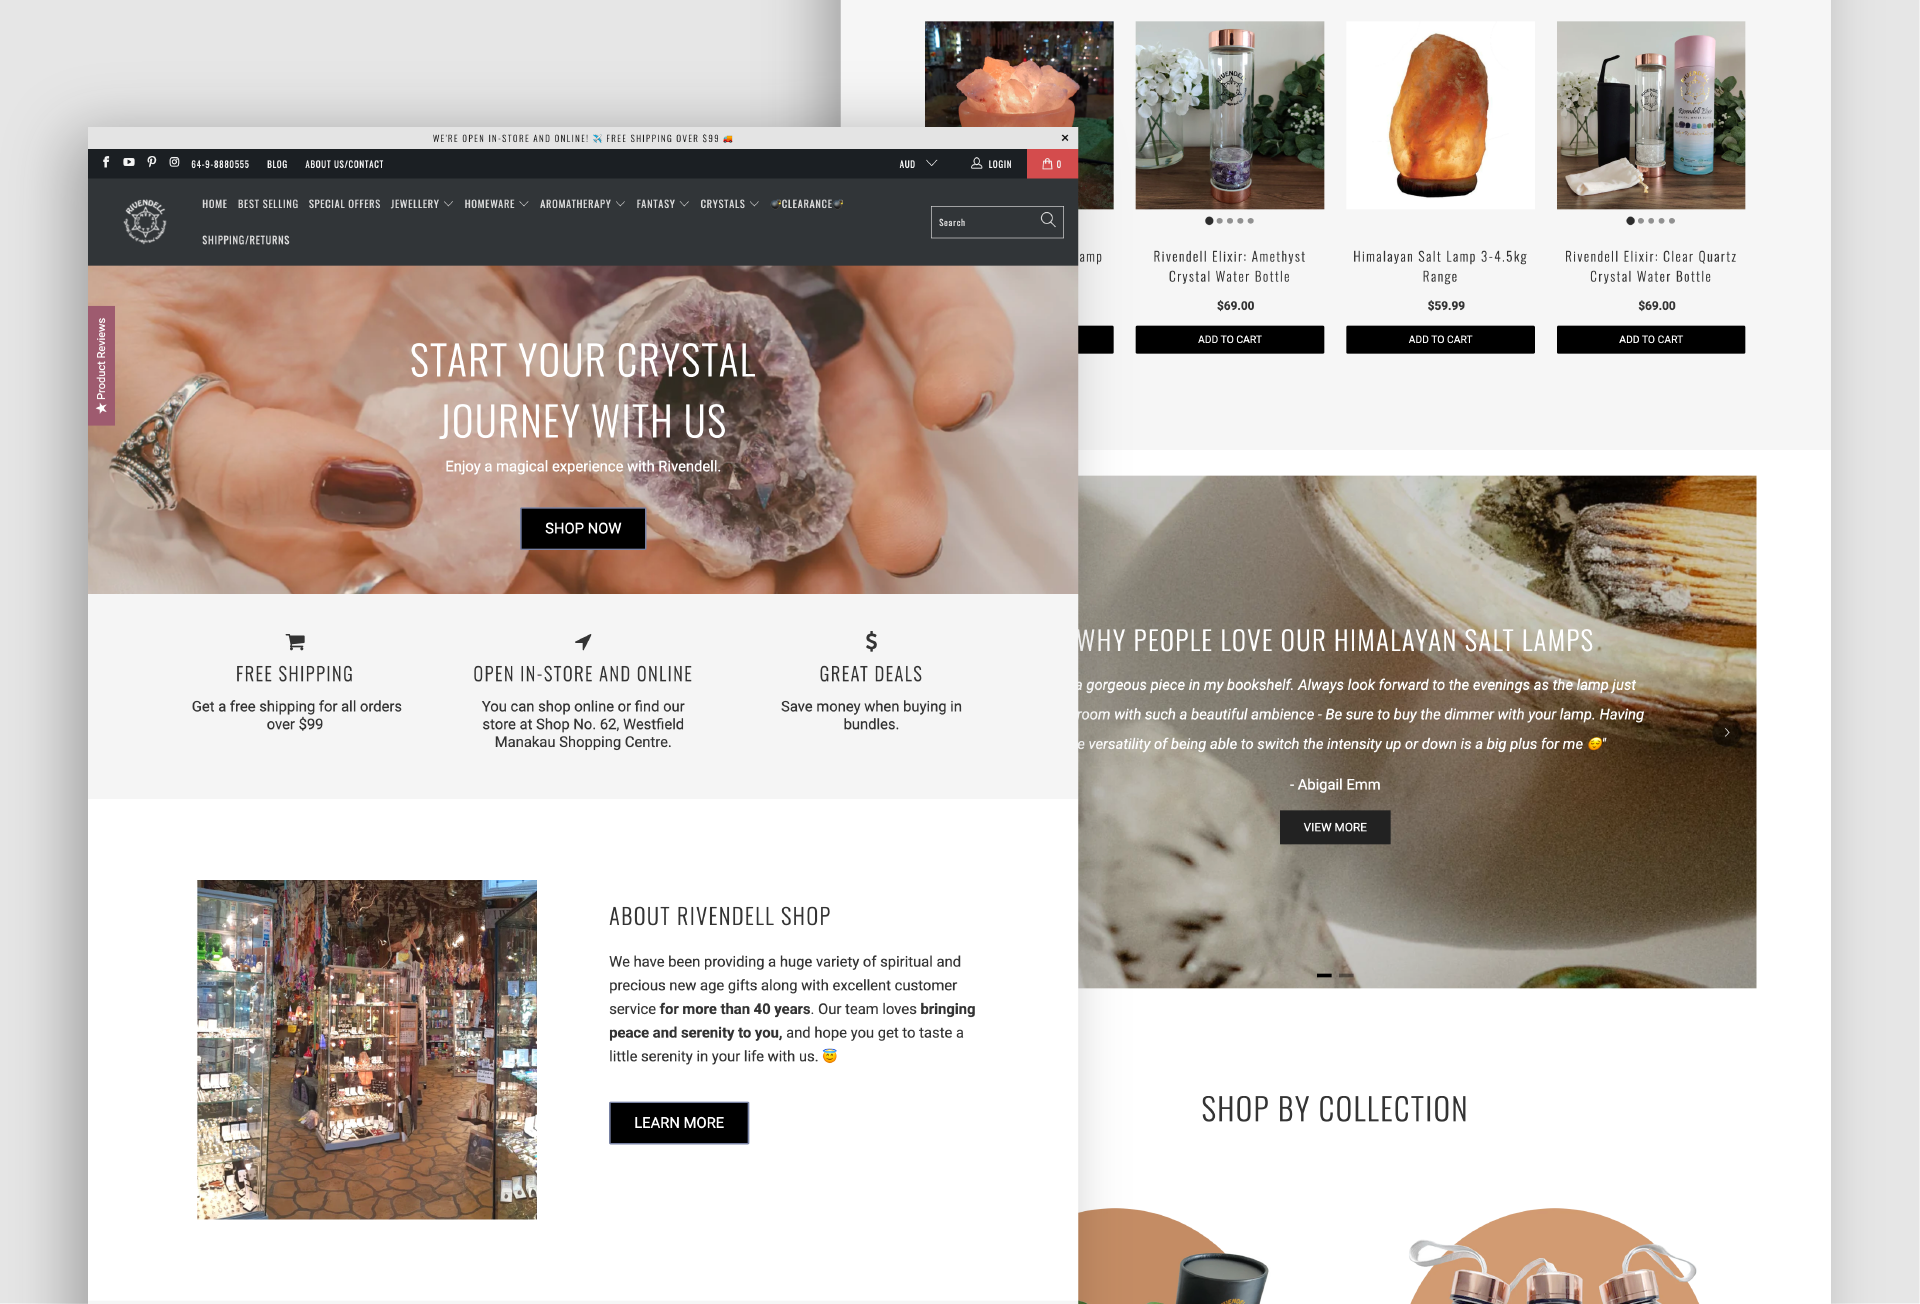 WE'RE OPEN IN-STORE AND ONLINE! ✈️ FREE SHIPPING OVER $99 🚚
64-9-8880555 BLOG ABOUT US/CONTACT
AUD LOGIN 0
RIVENDELL
HOME BEST SELLING SPECIAL OFFERS JEWELLERY HOMEWARE AROMATHERAPY FANTASY CRYSTALS CLEARANCE
SHIPPING/RETURNS
Search
★ Product Reviews
START YOUR CRYSTAL
JOURNEY WITH US
Enjoy a magical experience with Rivendell.
SHOP NOW
FREE SHIPPING
Get a free shipping for all orders
over $99
OPEN IN-STORE AND ONLINE
You can shop online or find our
store at Shop No. 62, Westfield
Manakau Shopping Centre.
GREAT DEALS
Save money when buying in
bundles.
ABOUT RIVENDELL SHOP
We have been providing a huge variety of spiritual and
precious new age gifts along with excellent customer
service for more than 40 years. Our team loves bringing
peace and serenity to you, and hope you get to taste a
little serenity in your life with us. 😇
LEARN MORE
RIVENDELL
RIVENDELL
Rivendell Elixir
amp
Rivendell Elixir: Amethyst
Crystal Water Bottle
$69.00
ADD TO CART
Himalayan Salt Lamp 3-4.5kg
Range
$59.99
ADD TO CART
Rivendell Elixir: Clear Quartz
Crystal Water Bottle
$69.00
ADD TO CART
WHY PEOPLE LOVE OUR HIMALAYAN SALT LAMPS
a gorgeous piece in my bookshelf. Always look forward to the evenings as the lamp just
room with such a beautiful ambience - Be sure to buy the dimmer with your lamp. Having
e versatility of being able to switch the intensity up or down is a big plus for me 😌"
- Abigail Emm
VIEW MORE
SHOP BY COLLECTION
RIVENDELL